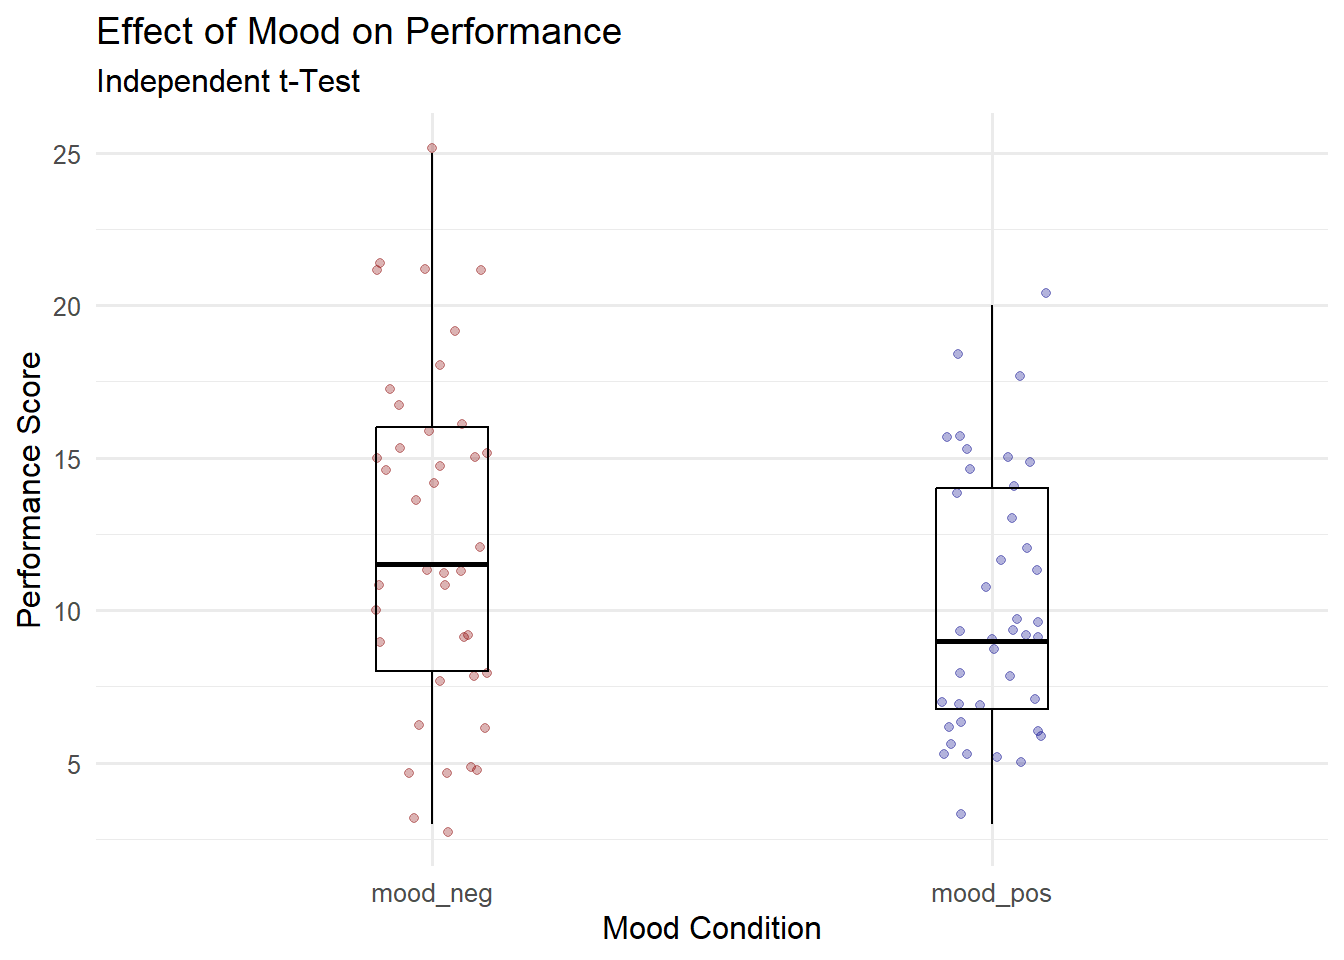 Effect of Mood on Performance
Independent t-Test
25
20
15
10
5
Performance Score
mood_neg
mood_pos
Mood Condition